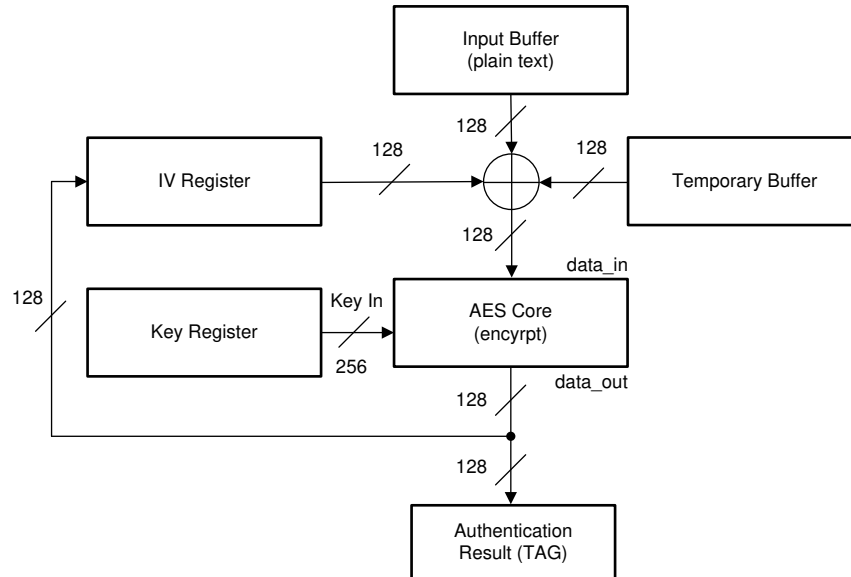 Input Buffer
(plain text)
128
128
128
IV Register
Temporary Buffer
128
data_in
128
Key In
Key Register
AES Core
(encyrpt)
256
data_out
128
128
Authentication
Result (TAG)